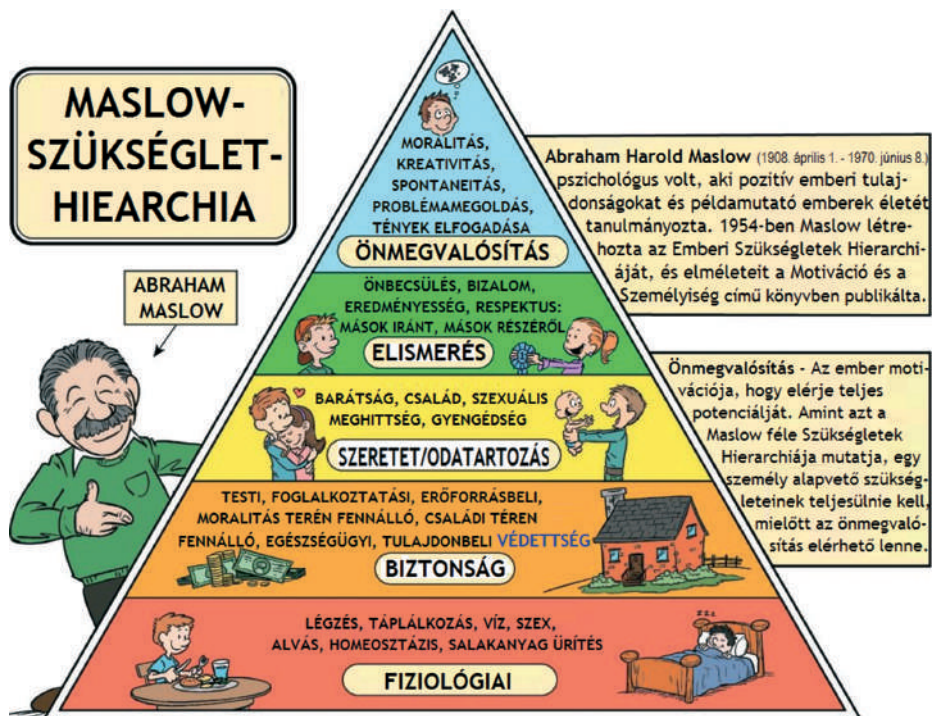 MASLOW-
SZÜKSÉGLET-
HIEARCHIA
ABRAHAM
MASLOW
MORALITÁS,
KREATIVITÁS,
SPONTANEITÁS,
PROBLÉMAMEGOLDÁS,
TÉNYEK ELFOGADÁSA
ÖNMEGVALÓSÍTÁS
ÖNBECSÜLÉS, BIZALOM,
EREDMÉNYESSÉG, RESPEKTUS:
MÁSOK IRÁNT, MÁSOK RÉSZÉRŐL
ELISMERÉS
BARÁTSÁG, CSALÁD, SZEXUÁLIS
MEGHITTSÉG, GYENGÉDSÉG
SZERETET/ODATARTOZÁS
TESTI, FOGLALKOZTATÁSI, ERŐFORRÁSBELI,
MORALITÁS TERÉN FENNÁLLÓ, CSALÁDI TÉREN
FENNÁLLÓ, EGÉSZSÉGÜGYI, TULAJDONBELI VÉDETTSÉG
BIZTONSÁG
LÉGZÉS, TÁPLÁLKOZÁS, VÍZ, SZEX,
ALVÁS, HOMEOSZTÁZIS, SALAKANYAG ÜRÍTÉS
FIZIOLÓGIAI
zzz
Abraham Harold Maslow (1908. április 1. - 1970. június 8.)
pszichológus volt, aki pozitív emberi tulaj-
donságokat és példamutató emberek életét
tanulmányozta. 1954-ben Maslow létre-
hozta az Emberi Szükségletek Hierarchi-
áját, és elméleteit a Motiváció és a
Személyiség című könyvben publikálta.
Önmegvalósítás - Az ember moti-
vációja, hogy elérje teljes
potenciálját. Amint azt a
Maslow féle Szükségletek
Hierarchiája mutatja, egy
személy alapvető szükség-
leteinek teljesülnie kell,
mielőtt az önmegvaló-
sítás elérhető lenne.